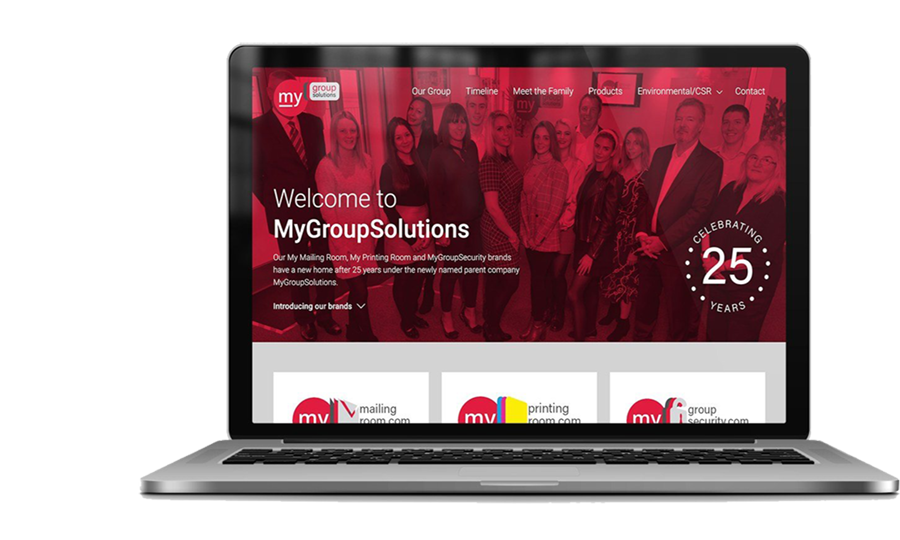 my group
solutions
Our Group Timeline Meet the Family Products Environmental/CSR Contact
my
Welcome to
MyGroupSolutions
Our My Mailing Room, My Printing Room and MyGroupSecurity brands
have a new home after 25 years under the newly named parent company
MyGroupSolutions.
Introducing our brands
CELEBRATING
25
YEARS
my mailing
room.com
my printing
room.com
my group
security.com